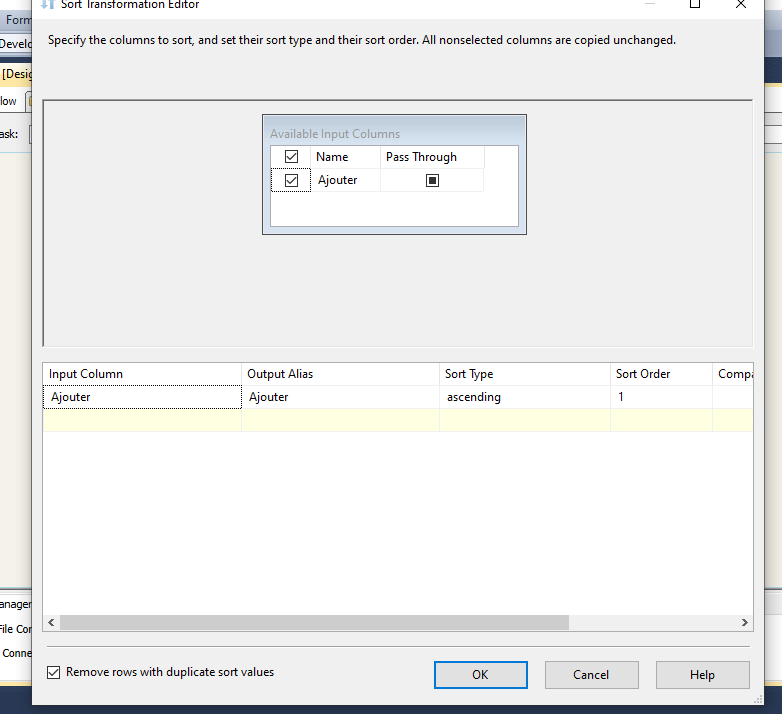 Sort Transformation Editor
Form
Specify the columns to sort, and set their sort type and their sort order. All nonselected columns are copied unchanged.
Develo
[Desig
low
ask:
Available Input Columns
Name Pass Through
Ajouter
Input Column Output Alias Sort Type Sort Order Compa
Ajouter Ajouter ascending 1
anager
File Cor
Conne
Remove rows with duplicate sort values
OK Cancel Help